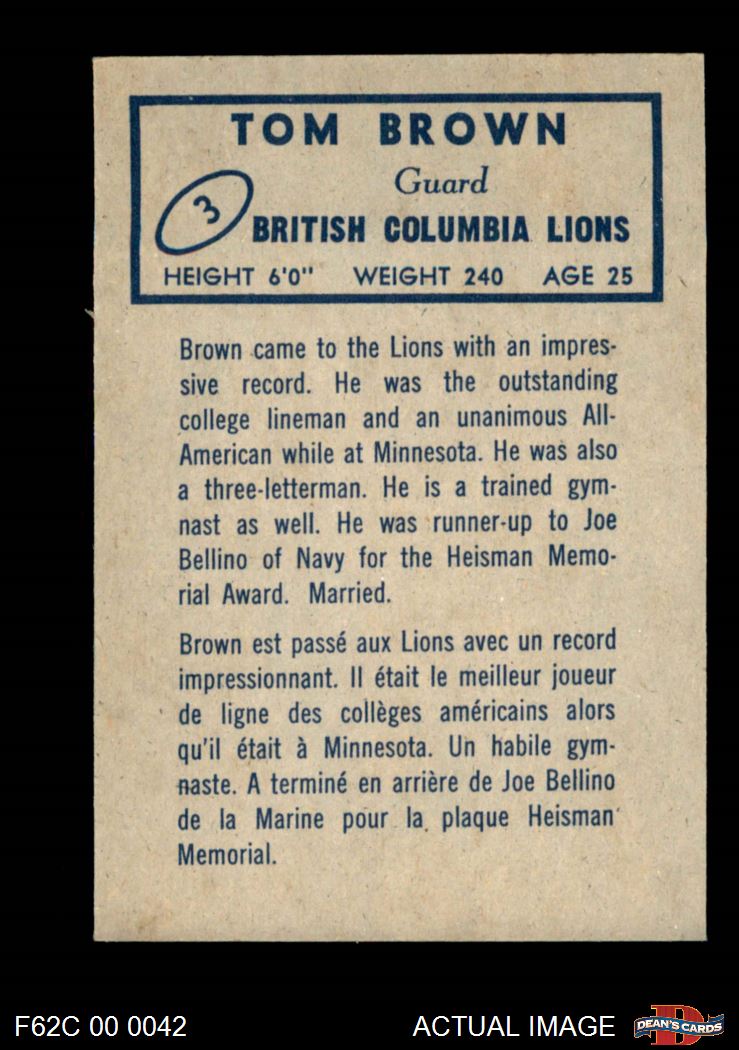 TOM BROWN
Guard
3
BRITISH COLUMBIA LIONS
HEIGHT 6'0" WEIGHT 240 AGE 25
Brown came to the Lions with an impres-
sive record. He was the outstanding
college lineman and an unanimous All-
American while at Minnesota. He was also
a three-letterman. He is a trained gym-
nast as well. He was runner-up to Joe
Bellino of Navy for the Heisman Memo-
rial Award. Married.
Brown est passé aux Lions avec un record
impressionnant. Il était le meilleur joueur
de ligne des collèges américains alors
qu'il était à Minnesota. Un habile gym-
naste. A terminé en arrière de Joe Bellino
de la Marine pour la plaque Heisman
Memorial.
F62C 00 0042 ACTUAL IMAGE
D
DEAN'S CARDS